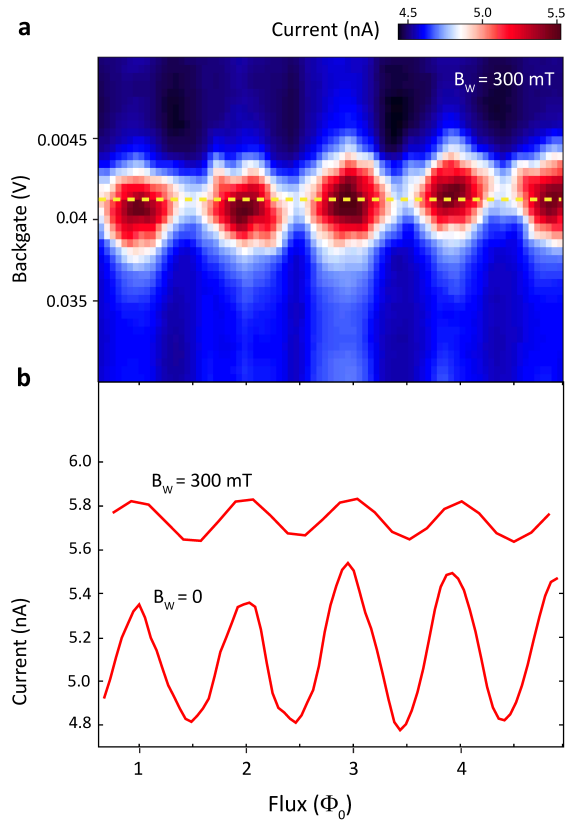 a
Current (nA)
4.5 5.0 5.5
B_W = 300 mT
0.0045
0.04
0.035
Backgate (V)
b
6.0
5.8
5.6
5.4
5.2
5.0
4.8
Current (nA)
B_W = 300 mT
B_W = 0
1 2 3 4
Flux (Φ_0)